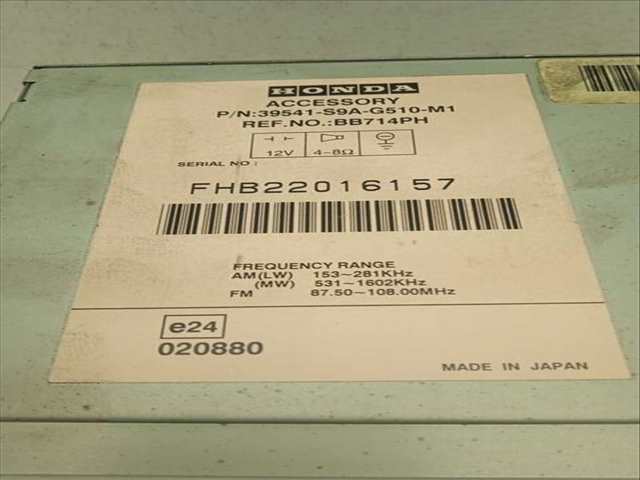 HONDA
ACCESSORY
P/N:39541-S9A-G510-M1
REF.NO.:BB714PH
12V 4-8Ω
SERIAL NO:
FHB22016157
FREQUENCY RANGE
AM(LW) 153~281KHz
(MW) 531~1602KHz
FM 87.50~108.00MHz
e24
020880
MADE IN JAPAN